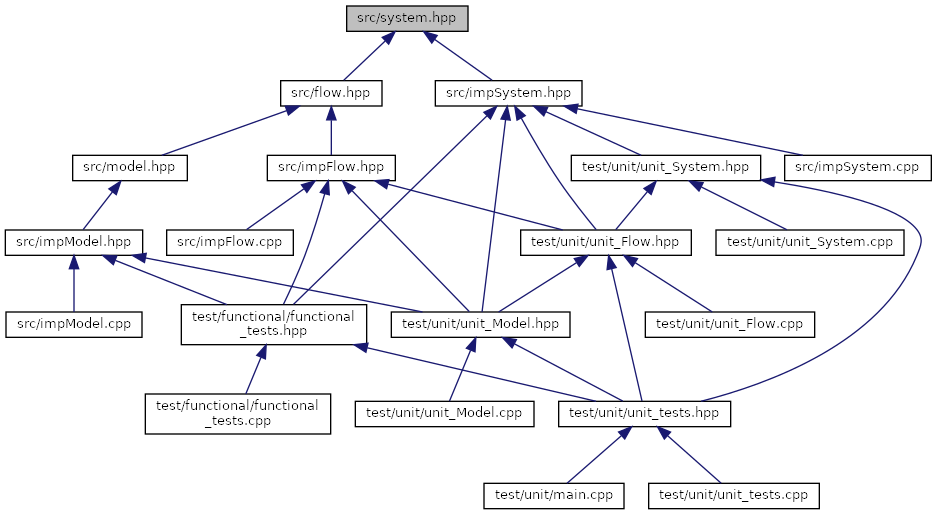 src/system.hpp
src/flow.hpp
src/impSystem.hpp
src/model.hpp
src/impFlow.hpp
test/unit/unit_System.hpp
src/impSystem.cpp
src/impModel.hpp
src/impFlow.cpp
test/unit/unit_Flow.hpp
test/unit/unit_System.cpp
src/impModel.cpp
test/functional/functional
_tests.hpp
test/unit/unit_Model.hpp
test/unit/unit_Flow.cpp
test/functional/functional
_tests.cpp
test/unit/unit_Model.cpp
test/unit/unit_tests.hpp
test/unit/main.cpp
test/unit/unit_tests.cpp